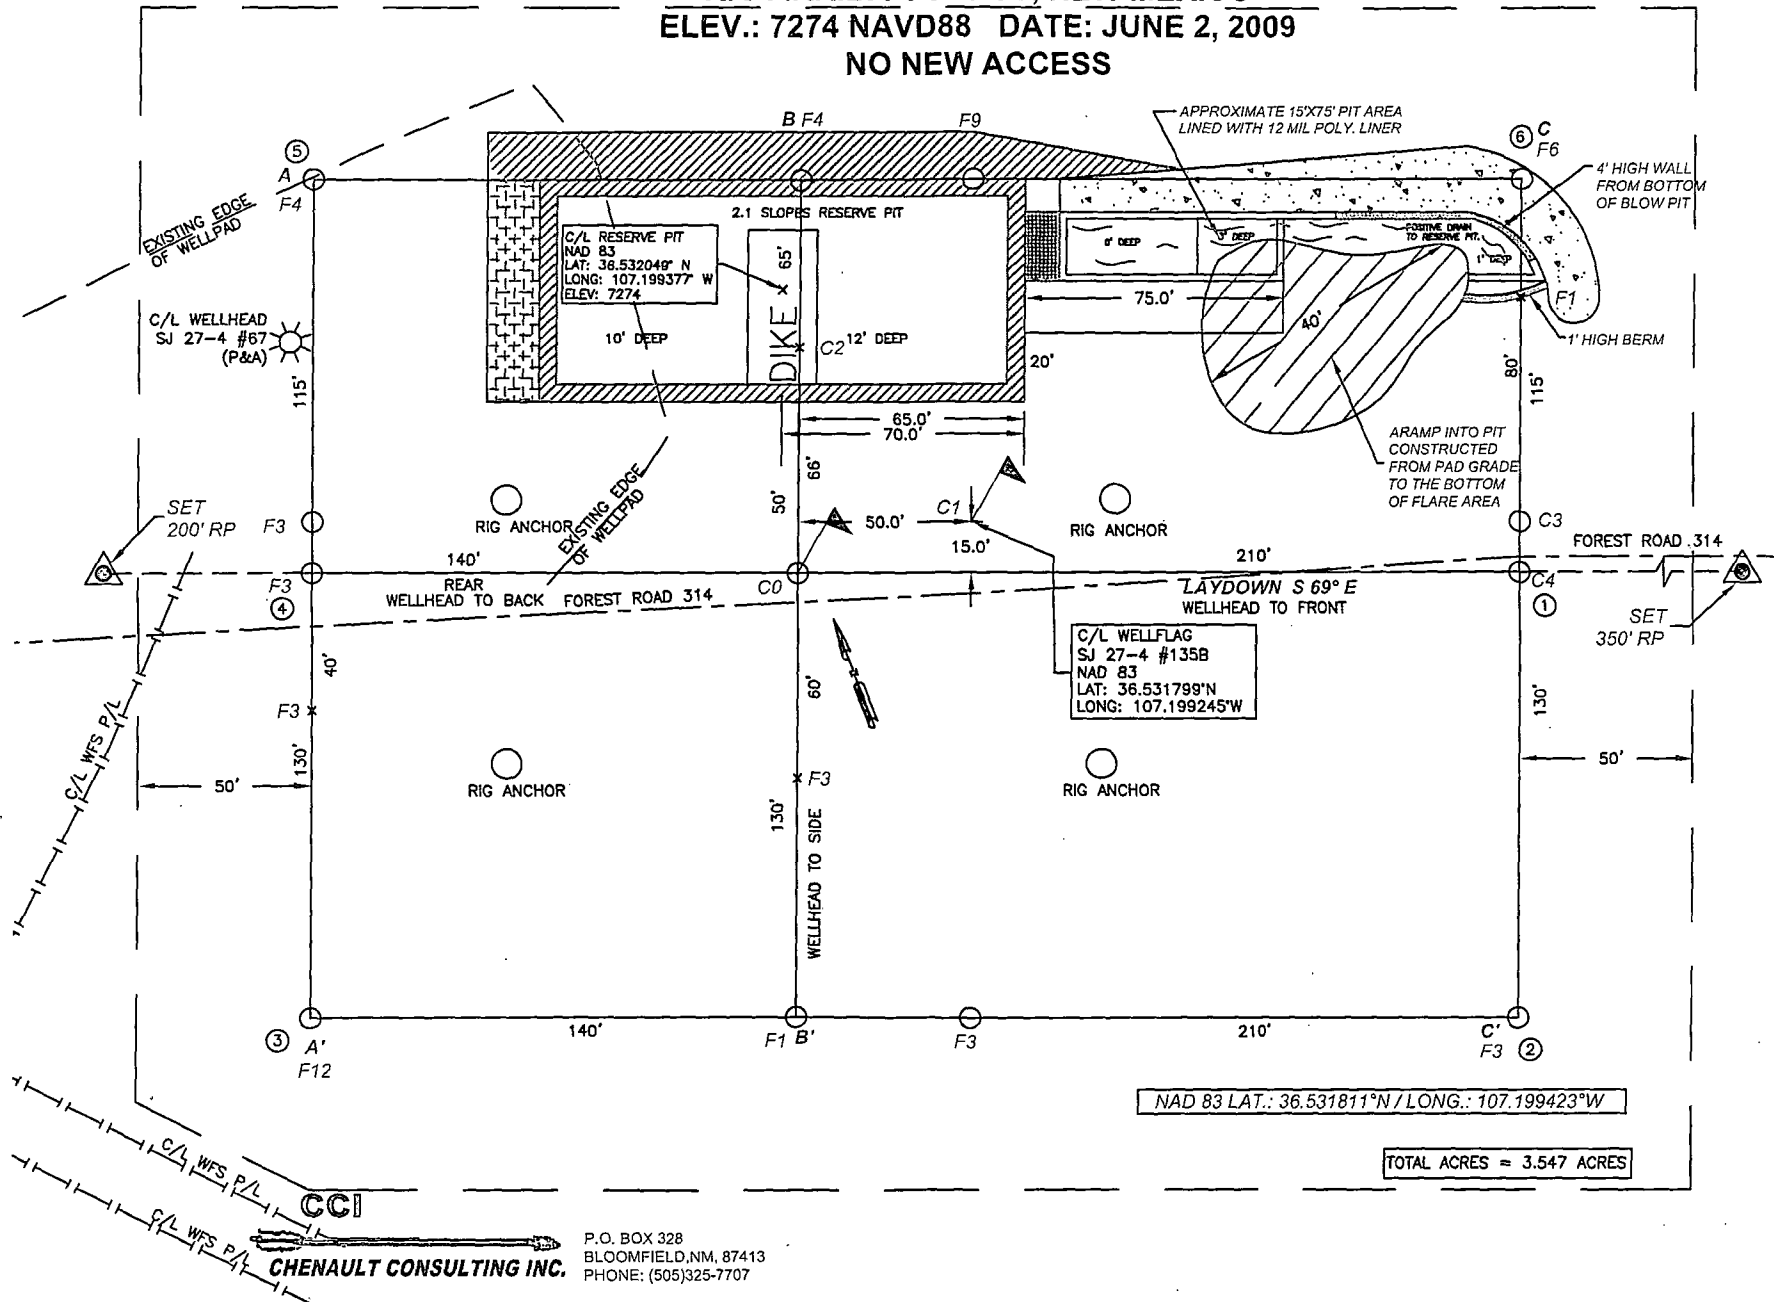 ELEV.: 7274 NAVD88 DATE: JUNE 2, 2009
NO NEW ACCESS
APPROXIMATE 15'X75' PIT AREA
LINED WITH 12 MIL POLY. LINER
B F4
F9
6 C
F6
5
A
F4
4' HIGH WALL
FROM BOTTOM
OF BLOW PIT
EXISTING EDGE
OF WELLPAD
2.1 SLOPES RESERVE PIT
C/L RESERVE PIT
NAD 83
LAT: 36.532049° N
LONG: 107.199377° W
ELEV: 7274
65'
DIKE
C2
10' DEEP
12' DEEP
3' DEEP
POSITIVE DRAIN
TO RESERVE PIT.
1' DEEP
75.0'
40'
F1
1' HIGH BERM
C/L WELLHEAD
SJ 27-4 #67
(P&A)
115'
20'
80'
115'
65.0'
70.0'
ARAMP INTO PIT
CONSTRUCTED
FROM PAD GRADE
TO THE BOTTOM
OF FLARE AREA
66'
50'
SET
200' RP
F3
RIG ANCHOR
EXISTING EDGE
OF WELLPAD
50.0'
C1
15.0'
RIG ANCHOR
C3
FOREST ROAD 314
140'
210'
F3
4
REAR
WELLHEAD TO BACK FOREST ROAD 314
C0
LAYDOWN S 69° E
WELLHEAD TO FRONT
C4
1
SET
350' RP
C/L WELLFLAG
SJ 27-4 #135B
NAD 83
LAT: 36.531799°N
LONG: 107.199245°W
40'
60'
F3
130'
130'
C/L WFS P/L
50'
RIG ANCHOR
F3
130'
WELLHEAD TO SIDE
RIG ANCHOR
50'
3 A'
F12
140'
F1 B'
F3
210'
C'
F3 2
NAD 83 LAT.: 36.531811°N / LONG.: 107.199423°W
TOTAL ACRES = 3.547 ACRES
C/L WFS P/L
C/L WFS P/L
CCI
CHENAULT CONSULTING INC.
P.O. BOX 328
BLOOMFIELD,NM, 87413
PHONE: (505)325-7707